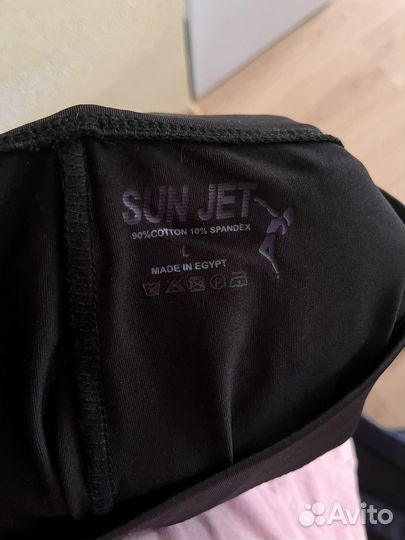 SUN JET
90%COTTON 10% SPANDEX
L
MADE IN EGYPT
Avito